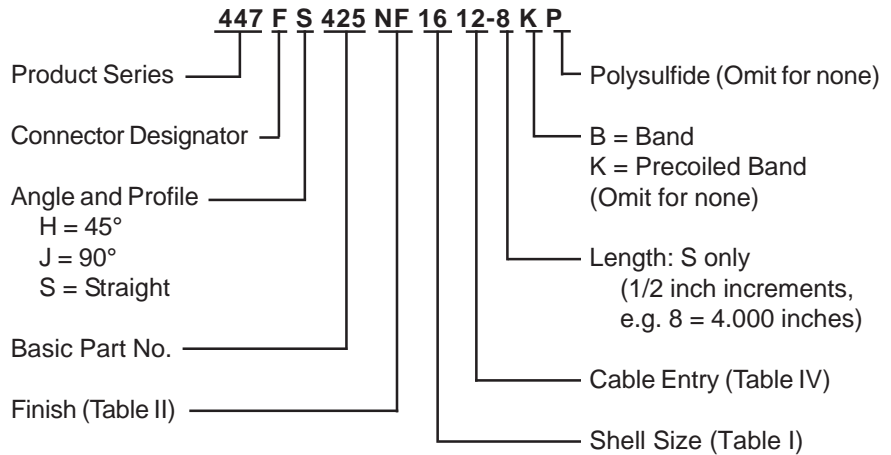 447 F S 425 NF 16 12-8 K P
Product Series
Connector Designator
Angle and Profile
H = 45°
J = 90°
S = Straight
Basic Part No.
Finish (Table II)
Polysulfide (Omit for none)
B = Band
K = Precoiled Band
(Omit for none)
Length: S only
(1/2 inch increments,
e.g. 8 = 4.000 inches)
Cable Entry (Table IV)
Shell Size (Table I)